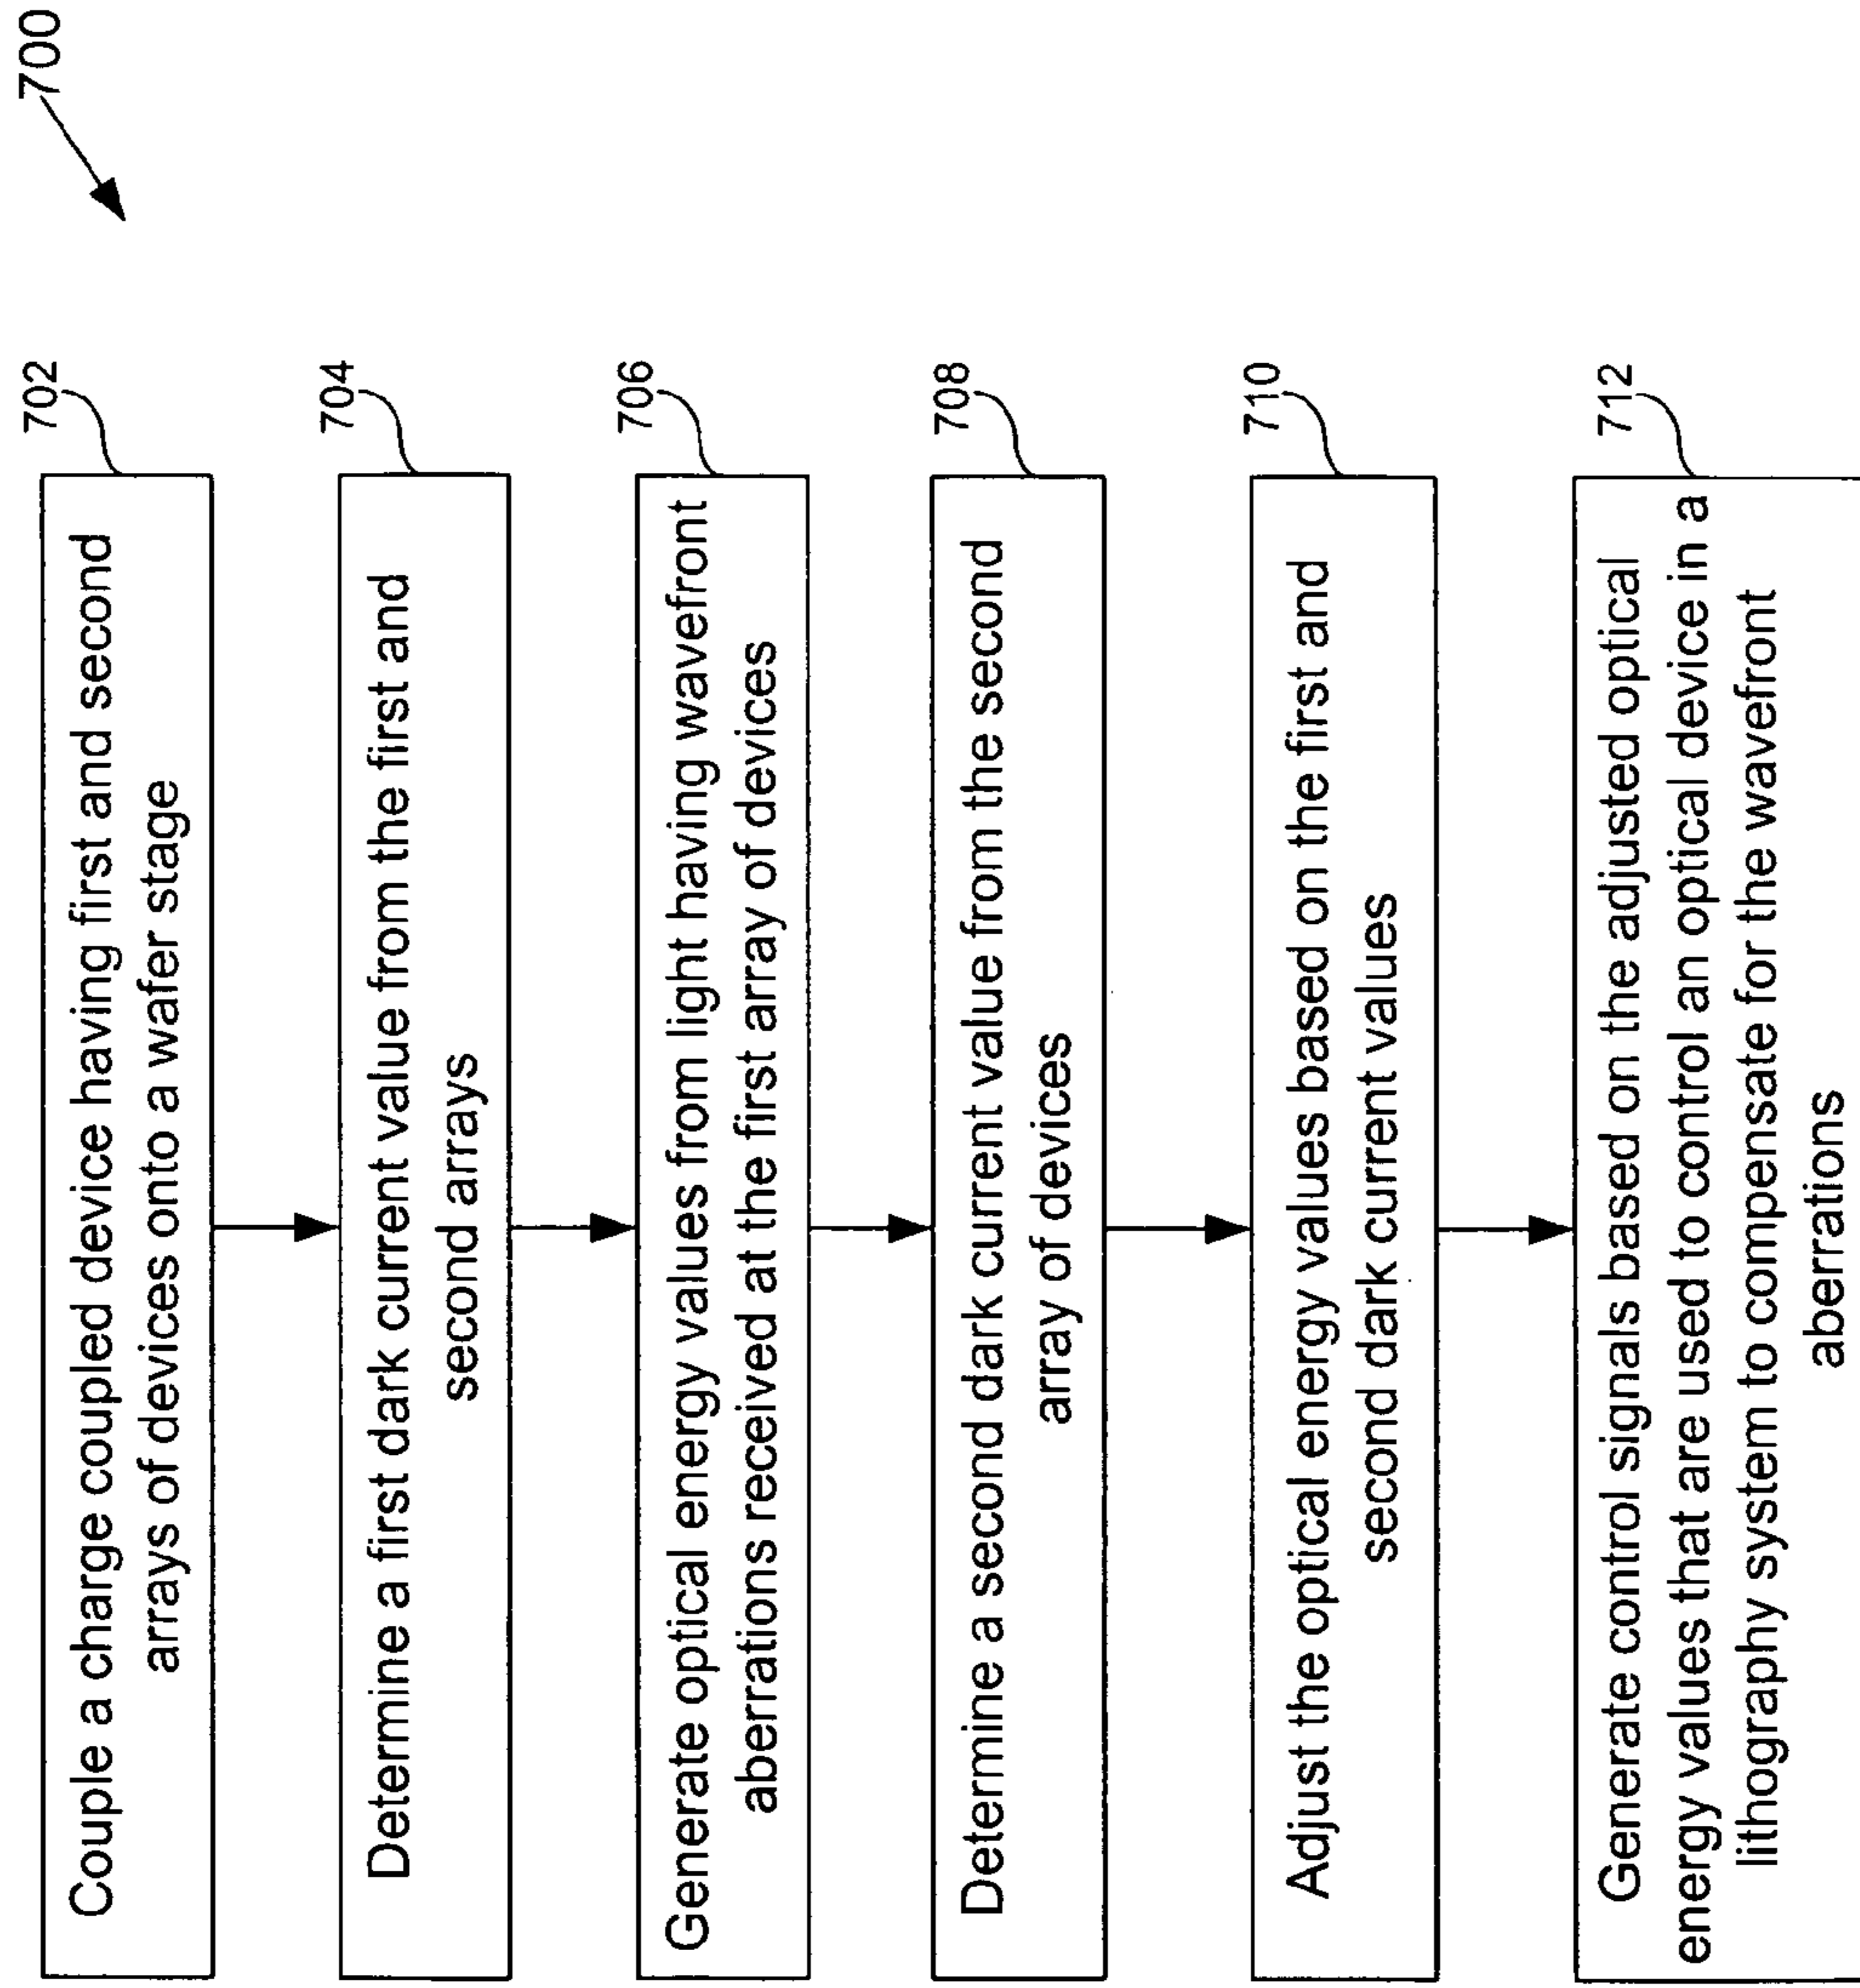 700
702
Couple a charge coupled device having first and second
arrays of devices onto a wafer stage
704
Determine a first dark current value from the first and
second arrays
706
Generate optical energy values from light having wavefront
aberrations received at the first array of devices
708
Determine a second dark current value from the second
array of devices
710
Adjust the optical energy values based on the first and
second dark current values
712
Generate control signals based on the adjusted optical
energy values that are used to control an optical device in a
lithography system to compensate for the wavefront
aberrations